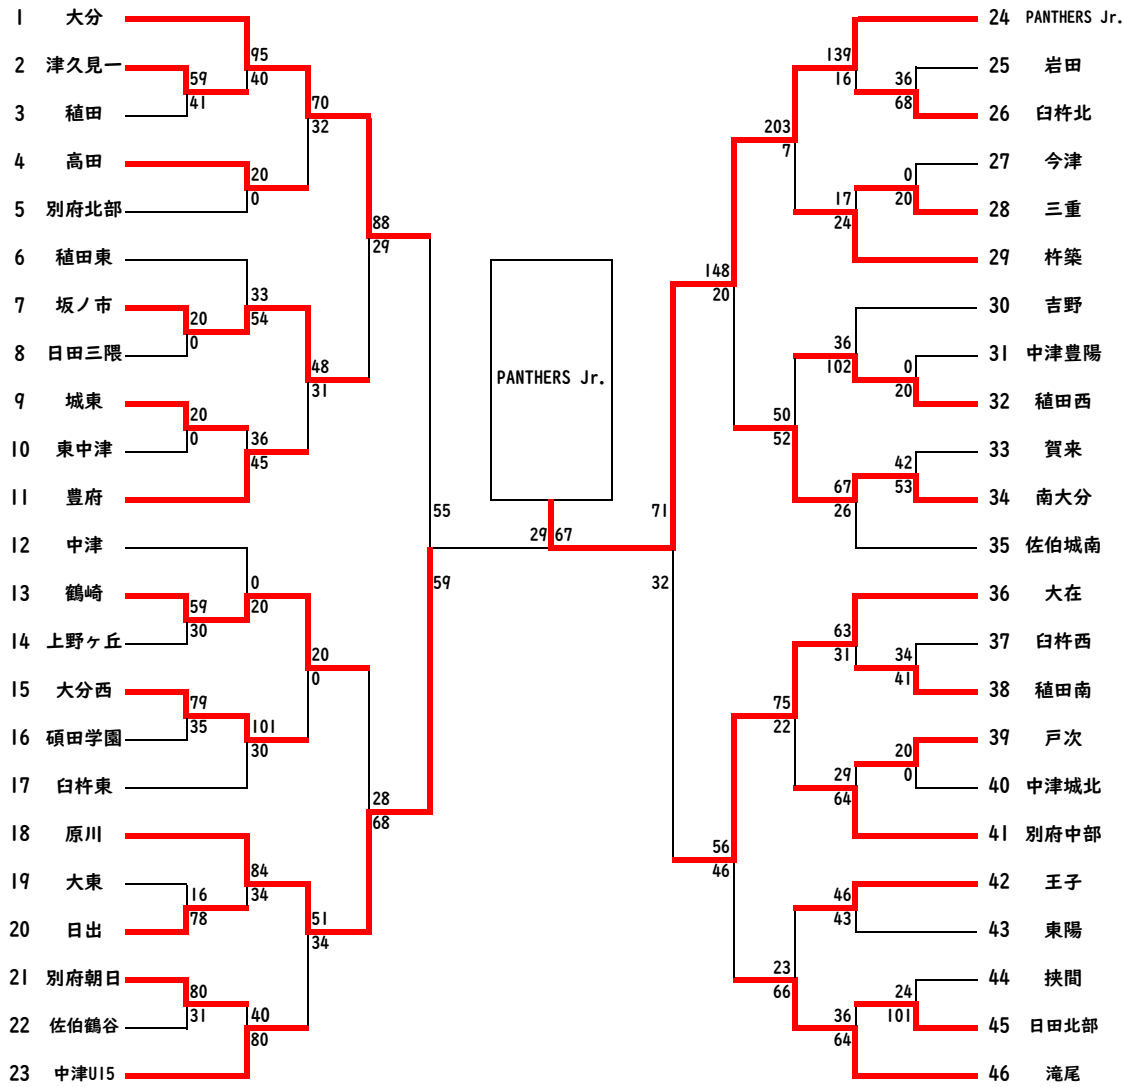 1 大分
2 津久見一
3 稙田
4 高田
5 別府北部
6 稙田東
7 坂ノ市
8 日田三隈
9 城東
10 東中津
11 豊府
12 中津
13 鶴崎
14 上野ヶ丘
15 大分西
16 碩田学園
17 臼杵東
18 原川
19 大東
20 日出
21 別府朝日
22 佐伯鶴谷
23 中津U15
59
41
20
0
20
0
59
30
79
35
16
78
80
31
95
40
20
0
33
54
36
45
0
20
101
30
84
34
40
80
70
32
48
31
20
0
51
34
88
29
28
68
55
59
PANTHERS Jr.
29 67
71
32
148
20
56
46
203
7
50
52
75
22
23
66
139
16
17
24
36
102
67
26
63
31
29
64
46
43
36
64
36
68
0
20
0
20
42
53
34
41
20
0
24
101
24 PANTHERS Jr.
25 岩田
26 臼杵北
27 今津
28 三重
29 杵築
30 吉野
31 中津豊陽
32 稙田西
33 賀来
34 南大分
35 佐伯城南
36 大在
37 臼杵西
38 稙田南
39 戸次
40 中津城北
41 別府中部
42 王子
43 東陽
44 挾間
45 日田北部
46 滝尾